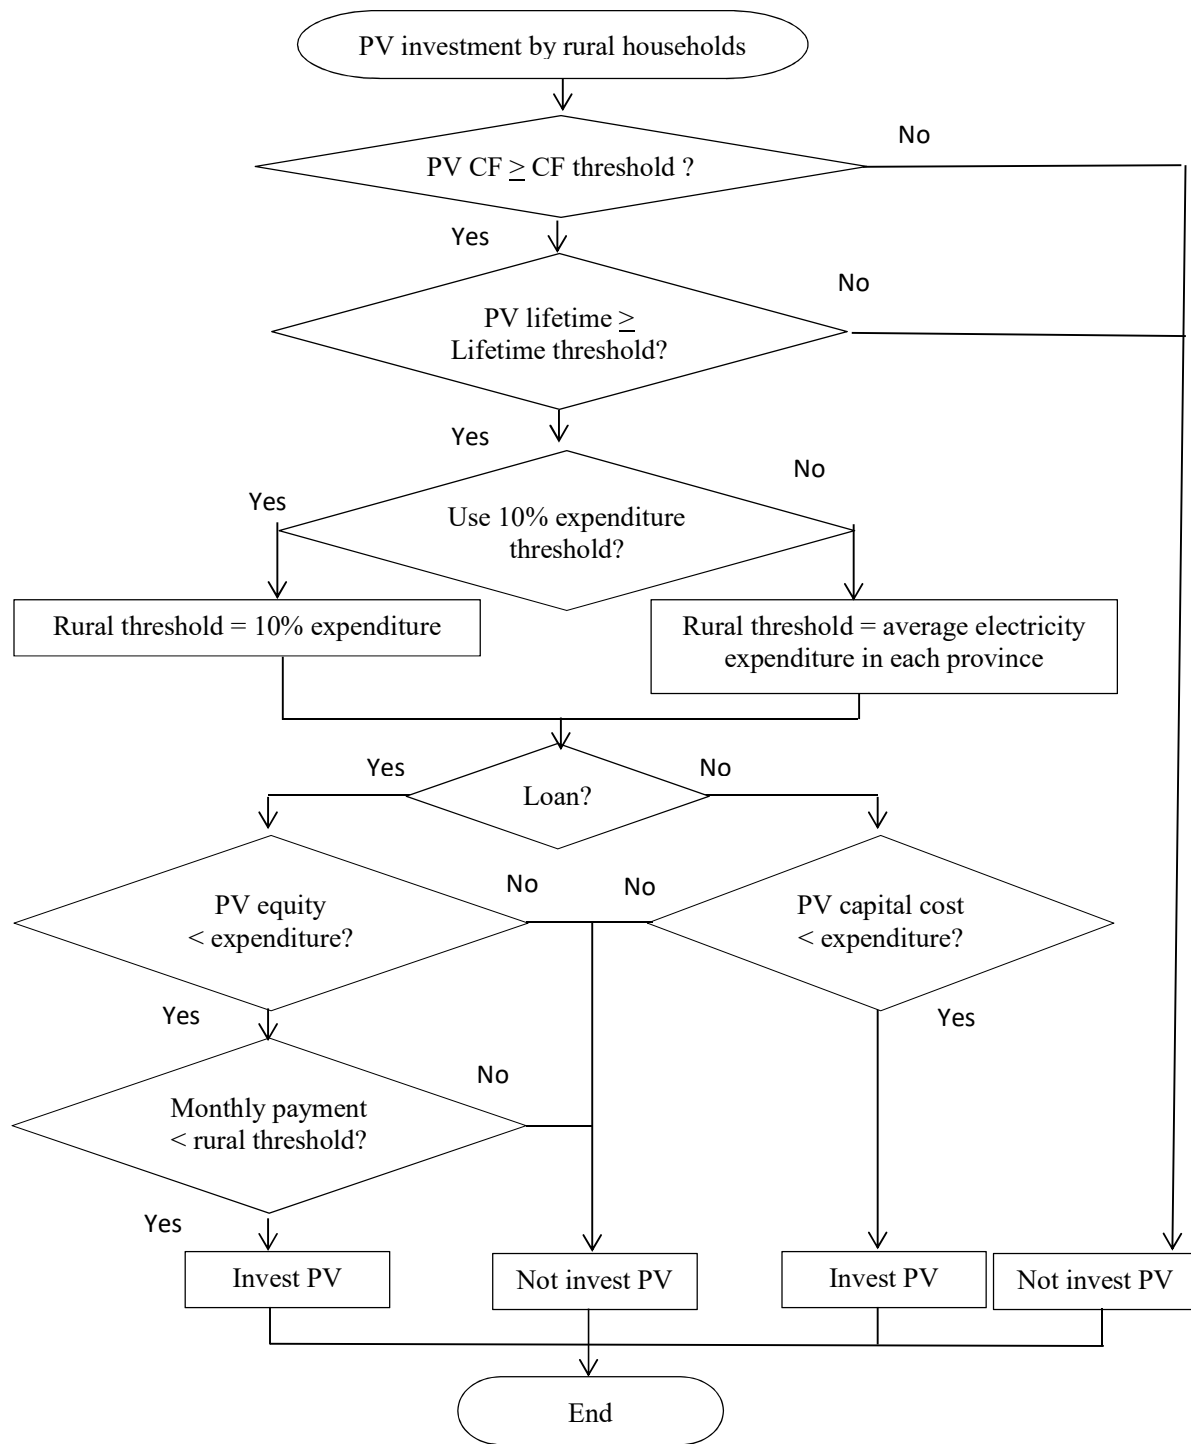 PV investment by rural households
No
PV CF ≥ CF threshold ?
Yes
No
PV lifetime ≥
Lifetime threshold?
Yes
No
Yes
Use 10% expenditure
threshold?
Rural threshold = 10% expenditure
Rural threshold = average electricity
expenditure in each province
Yes
No
Loan?
No
No
PV equity
< expenditure?
PV capital cost
< expenditure?
Yes
Yes
No
Monthly payment
< rural threshold?
Yes
Invest PV
Not invest PV
Invest PV
Not invest PV
End